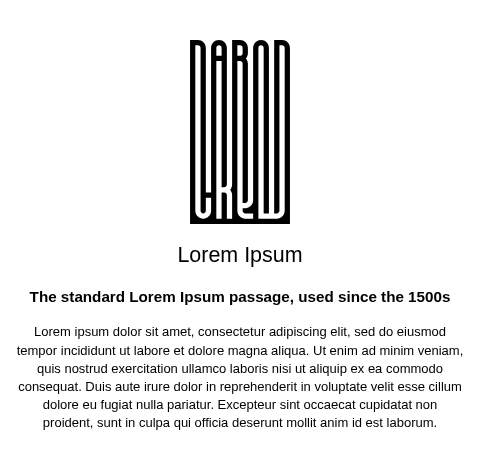 Lorem Ipsum
The standard Lorem Ipsum passage, used since the 1500s
Lorem ipsum dolor sit amet, consectetur adipiscing elit, sed do eiusmod
tempor incididunt ut labore et dolore magna aliqua. Ut enim ad minim veniam,
quis nostrud exercitation ullamco laboris nisi ut aliquip ex ea commodo
consequat. Duis aute irure dolor in reprehenderit in voluptate velit esse cillum
dolore eu fugiat nulla pariatur. Excepteur sint occaecat cupidatat non
proident, sunt in culpa qui officia deserunt mollit anim id est laborum.